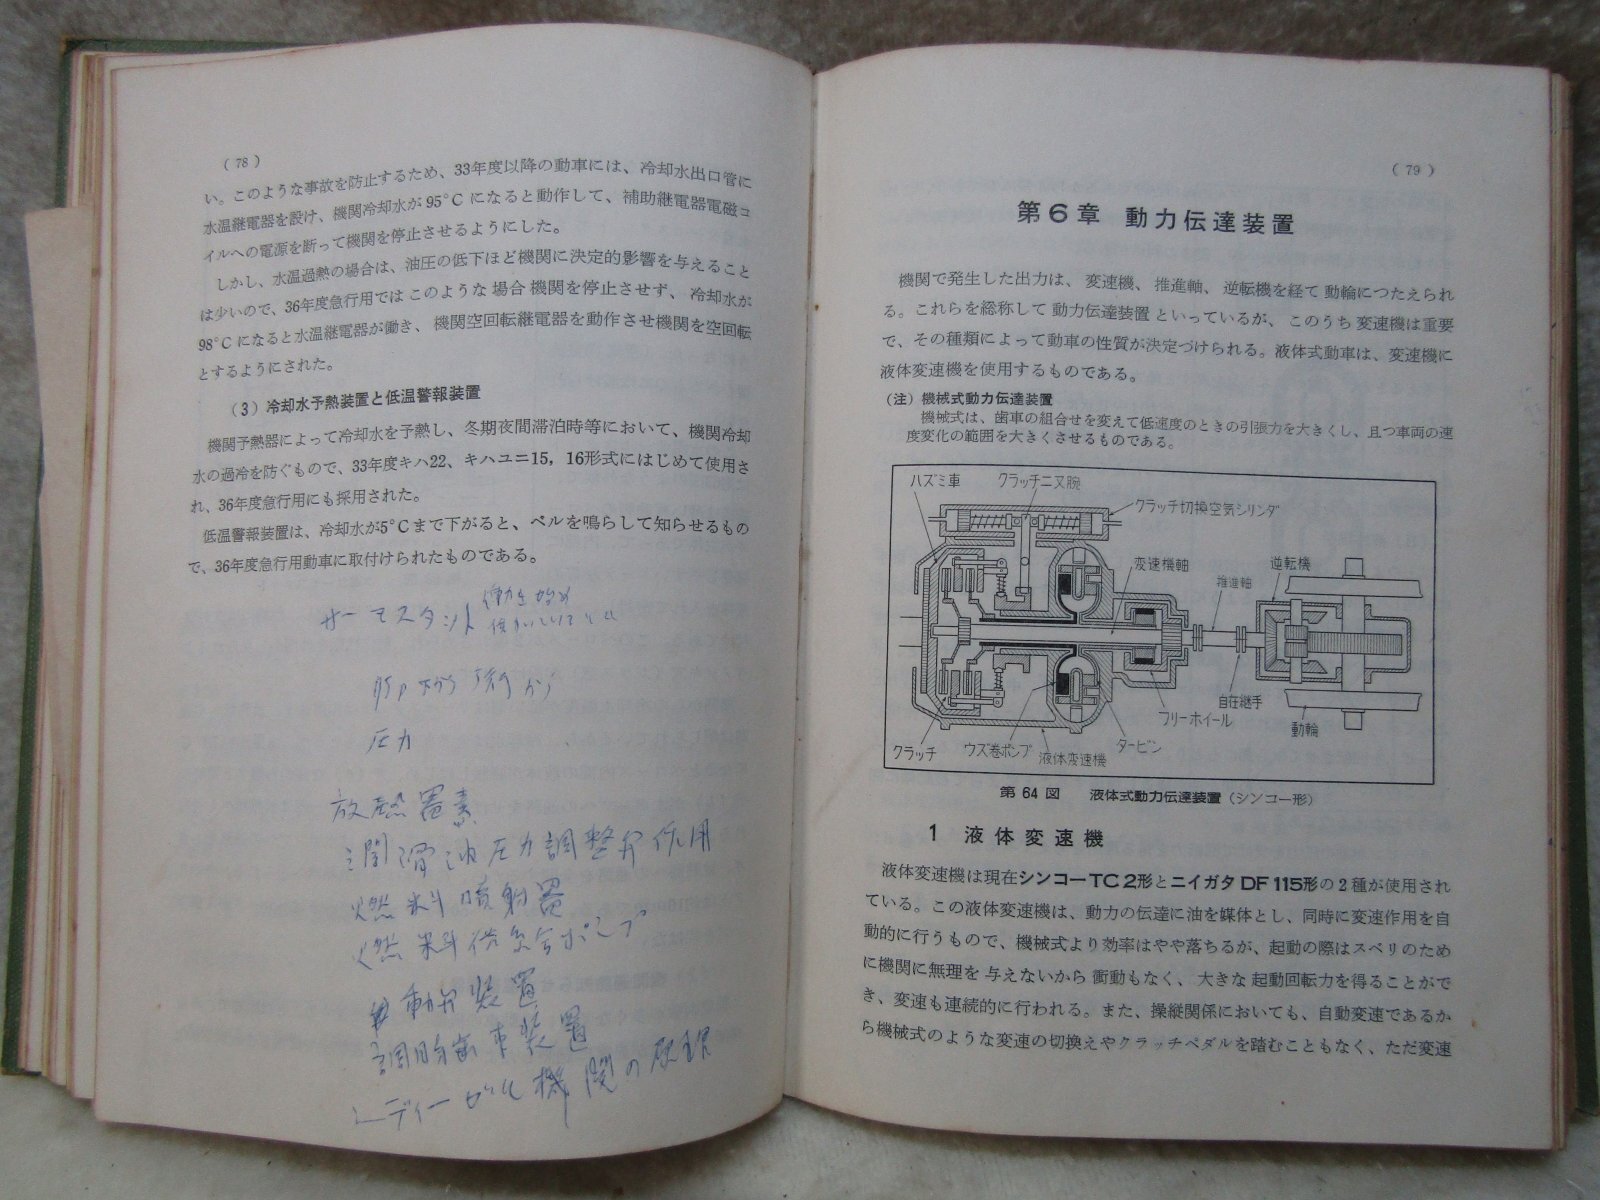 （78）
い。このような事故を防止するため、33年度以降の動車には、冷却水出口管に
水温継電器を設け、機関冷却水が95°Cになると動作して、補助継電器電磁コ
イルへの電源を断って機関を停止させるようにした。
しかし、水温過熱の場合は、油圧の低下ほど機関に決定的影響を与えること
は少いので、36年度急行用ではこのような場合機関を停止させず、冷却水が
98°Cになると水温継電器が働き、機関空回転継電器を動作させ機関を空回転
とするようにされた。
（3）冷却水予熱装置と低温警報装置
機関予熱器によって冷却水を予熱し、冬期夜間滞泊時等において、機関冷却
水の過冷を防ぐもので、33年度キハ22、キハユニ15，16形式にはじめて使用さ
れ、36年度急行用にも採用された。
低温警報装置は、冷却水が5°Cまで下がると、ベルを鳴らして知らせるもの
で、36年度急行用動車に取付けられたものである。
サーモスタット
圧力
放熱器素
潤滑油圧力調整弁作用
燃料噴射器
燃料供給ポンプ
動弁装置
調時歯車装置
ディーゼル機関の原理
（79）
第6章 動力伝達装置
機関で発生した出力は、変速機、推進軸、逆転機を経て動輪につたえられ
る。これらを総称して動力伝達装置といっているが、このうち変速機は重要
で、その種類によって動車の性質が決定づけられる。液体式動車は、変速機に
液体変速機を使用するものである。
（注）機械式動力伝達装置
機械式は、歯車の組合せを変えて低速度のときの引張力を大きくし、且つ車両の速
度変化の範囲を大きくさせるものである。
ハズミ車
クラッチ二又腕
クラッチ切換空気シリンダ
変速機軸
推進軸
逆転機
自在継手
動輪
フリーホイール
クラッチ
ウズ巻ポンプ
液体変速機
タービン
第64図 液体式動力伝達装置（シンコー形）
1 液体変速機
液体変速機は現在シンコーTC2形とニイガタDF115形の2種が使用され
ている。この液体変速機は、動力の伝達に油を媒体とし、同時に変速作用を自
動的に行うもので、機械式より効率はやや落ちるが、起動の際はスベリのため
に機関に無理を与えないから衝動もなく、大きな起動回転力を得ることがで
き、変速も連続的に行われる。また、操縦関係においても、自動変速であるか
ら機械式のような変速の切換えやクラッチペダルを踏むこともなく、ただ変速